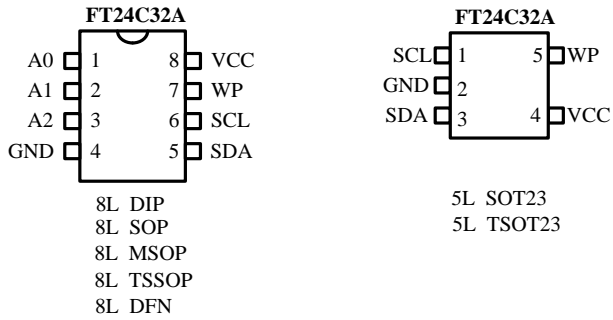 FT24C32A
A0 1 8 VCC
A1 2 7 WP
A2 3 6 SCL
GND 4 5 SDA
8L DIP
8L SOP
8L MSOP
8L TSSOP
8L DFN
FT24C32A
SCL 1 5 WP
GND 2
SDA 3 4 VCC
5L SOT23
5L TSOT23